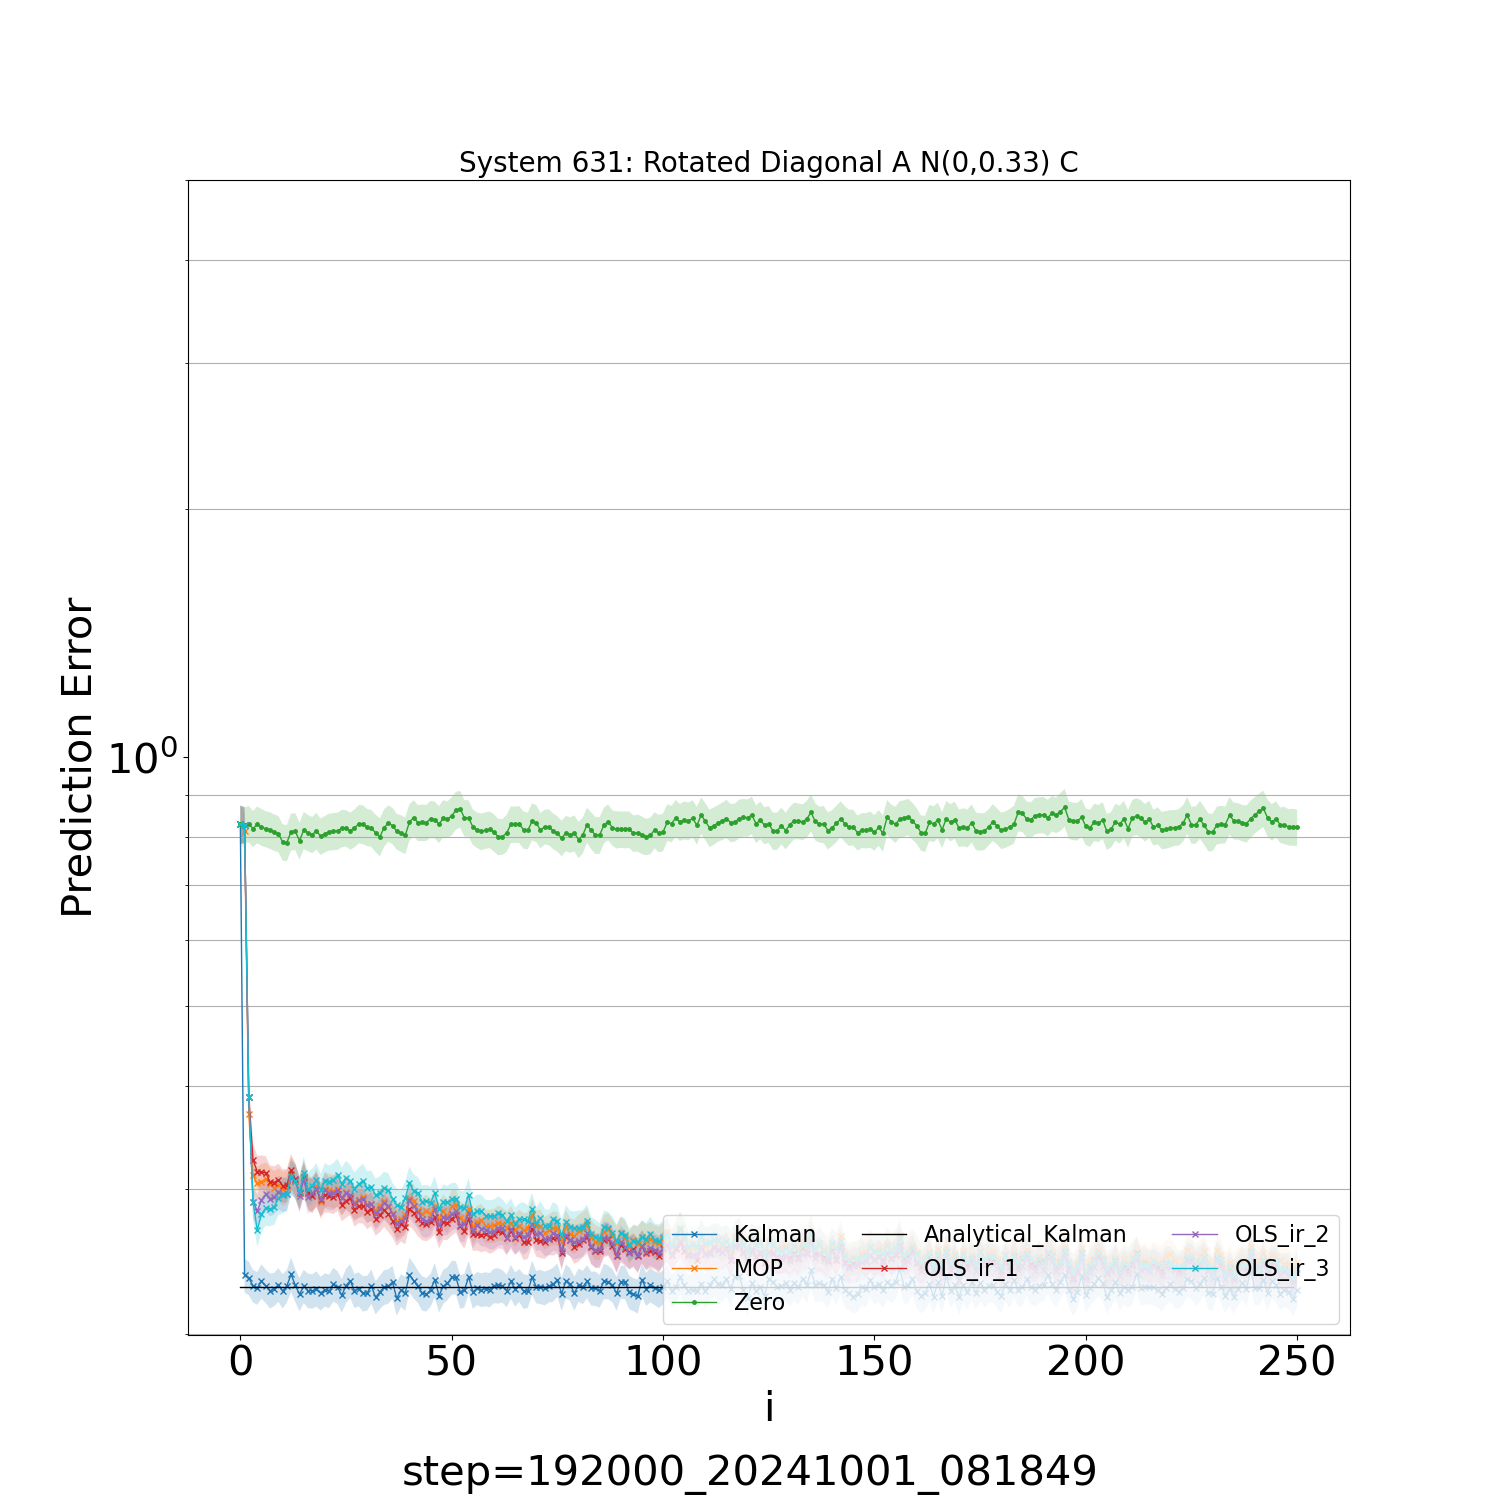 System 631: Rotated Diagonal A N(0,0.33) C
Prediction Error
10⁰
Kalman
MOP
Zero
Analytical_Kalman
OLS_ir_1
OLS_ir_2
OLS_ir_3
0 50 100 150 200 250
i
step=192000_20241001_081849